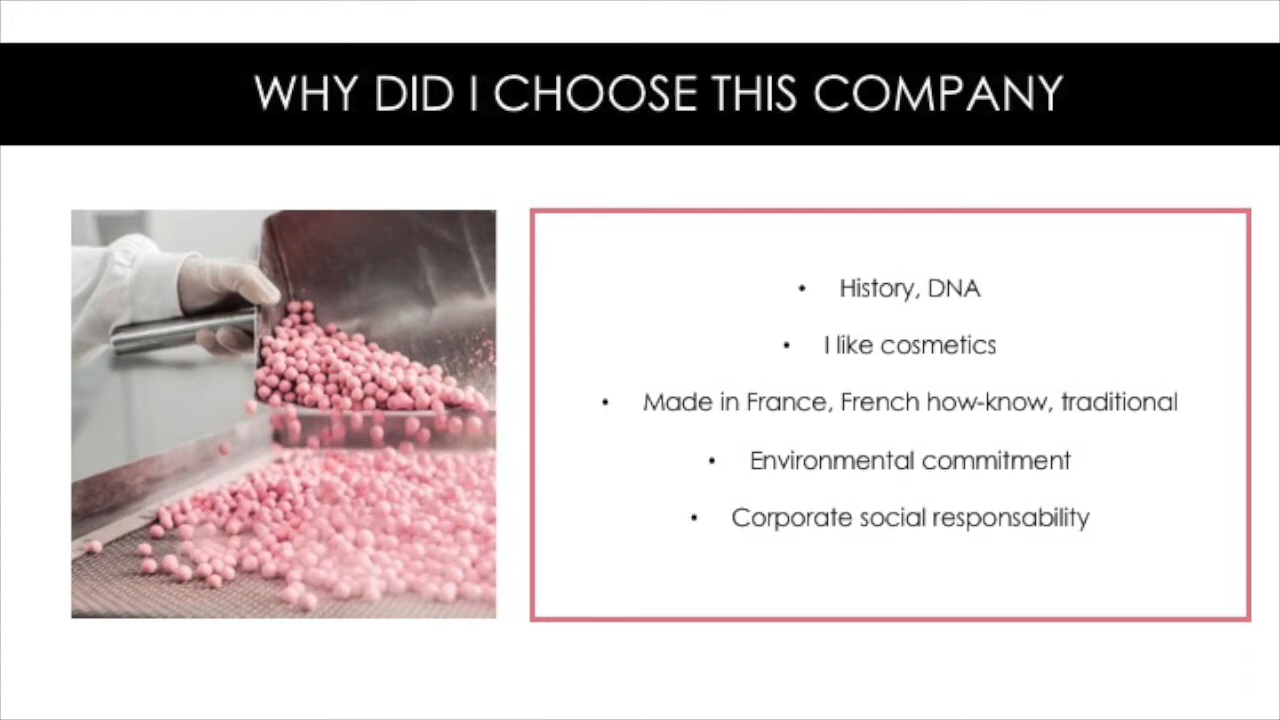 WHY DID I CHOOSE THIS COMPANY
• History, DNA
• I like cosmetics
• Made in France, French how-know, traditional
• Environmental commitment
• Corporate social responsability